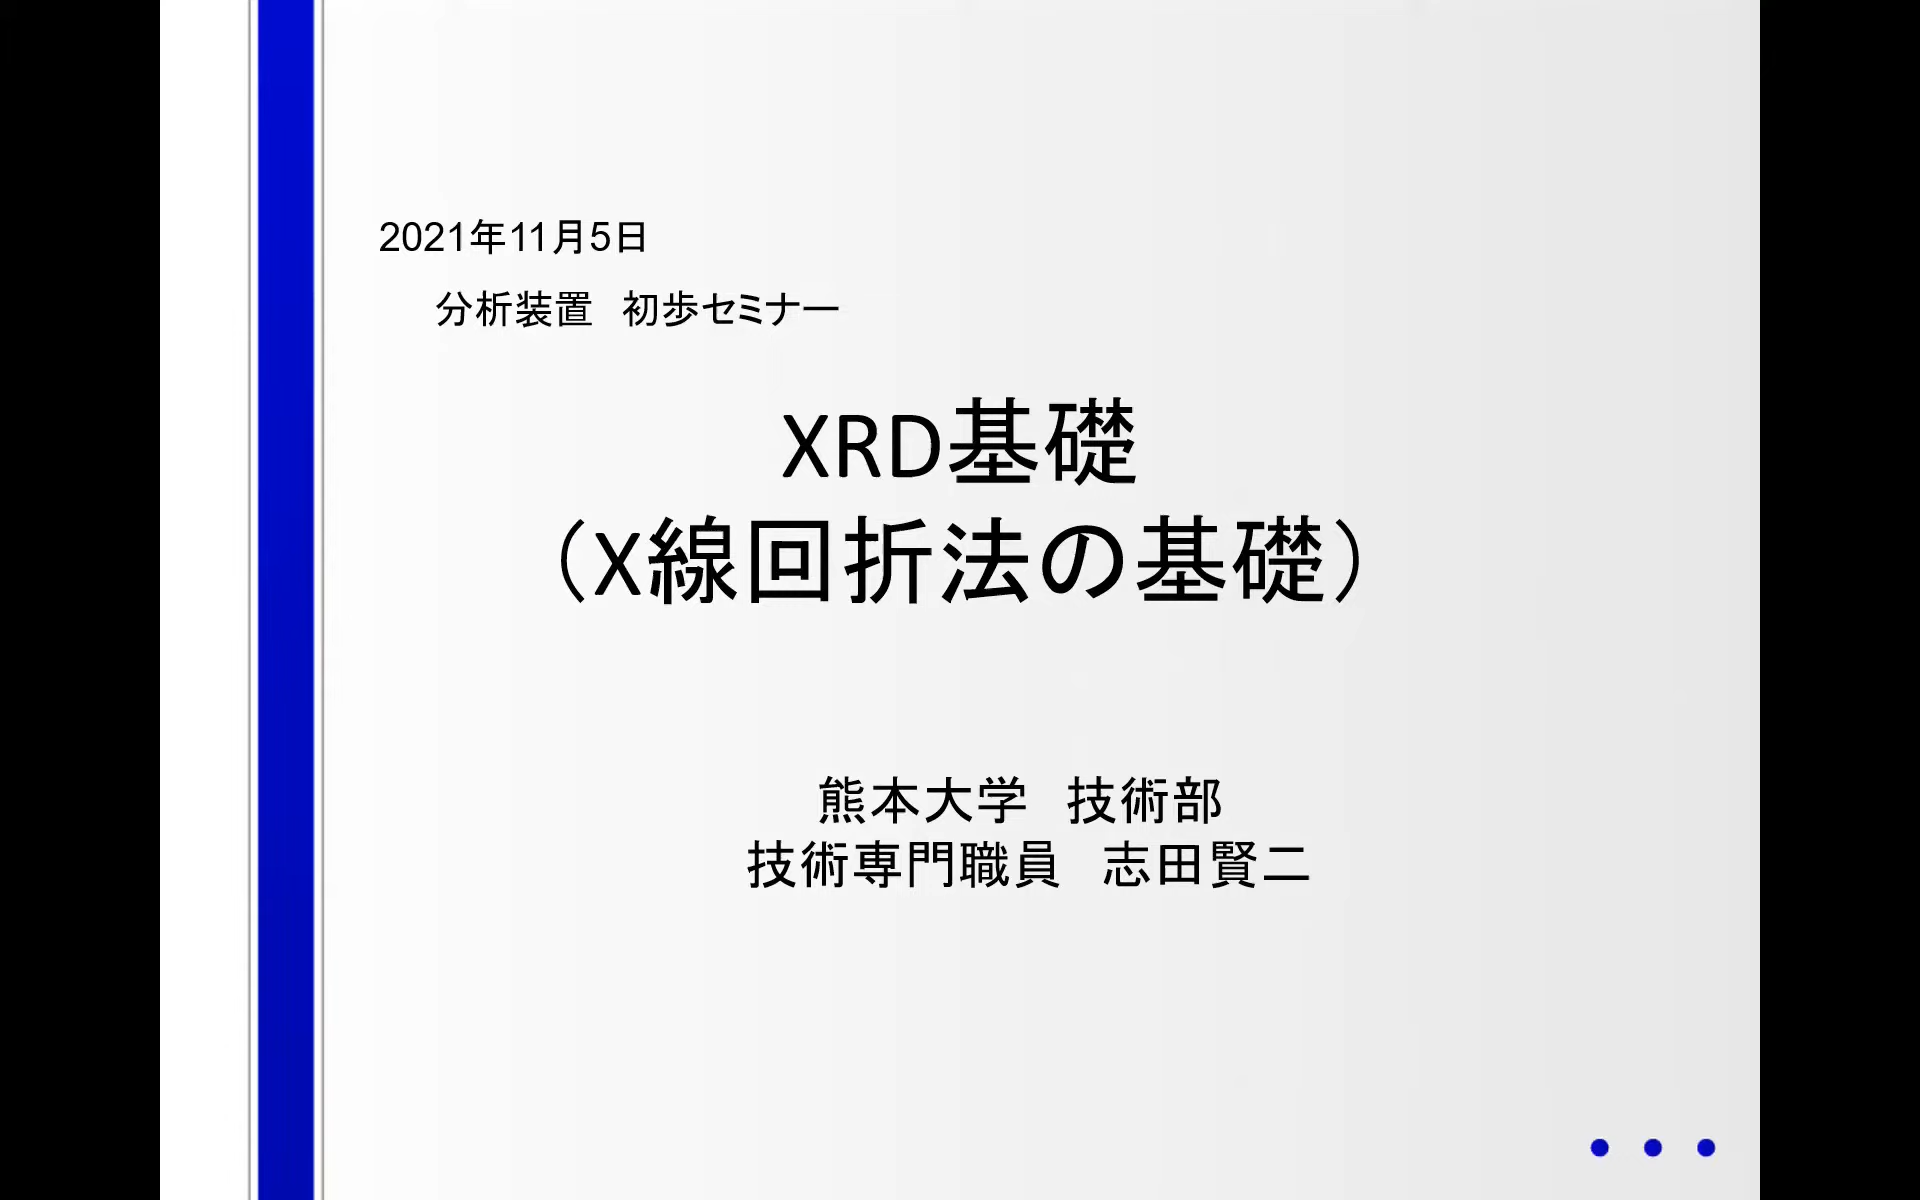 2021年11月5日
分析装置　初歩セミナー
XRD基礎
（X線回折法の基礎）
熊本大学　技術部
技術専門職員　志田賢二